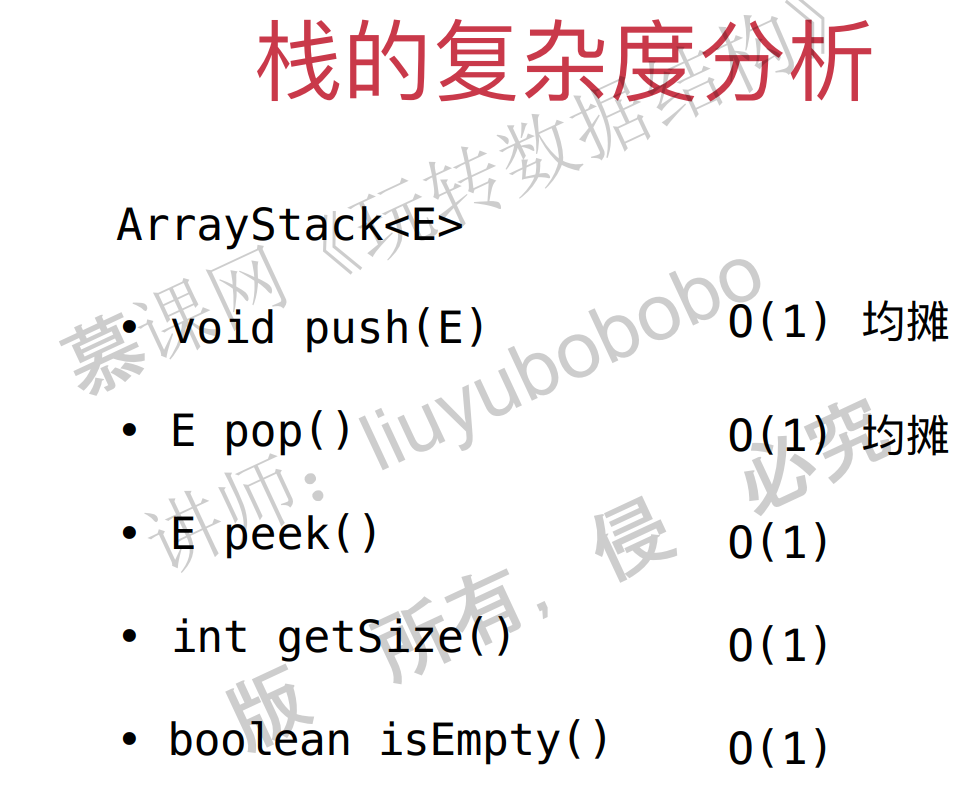 栈的复杂度分析
ArrayStack<E>
• void push(E) O(1) 均摊
• E pop() O(1) 均摊
• E peek() O(1)
• int getSize() O(1)
• boolean isEmpty() O(1)
慕课网《玩转数据结构》
讲师：liuyubobobo
版 所有，侵 必究